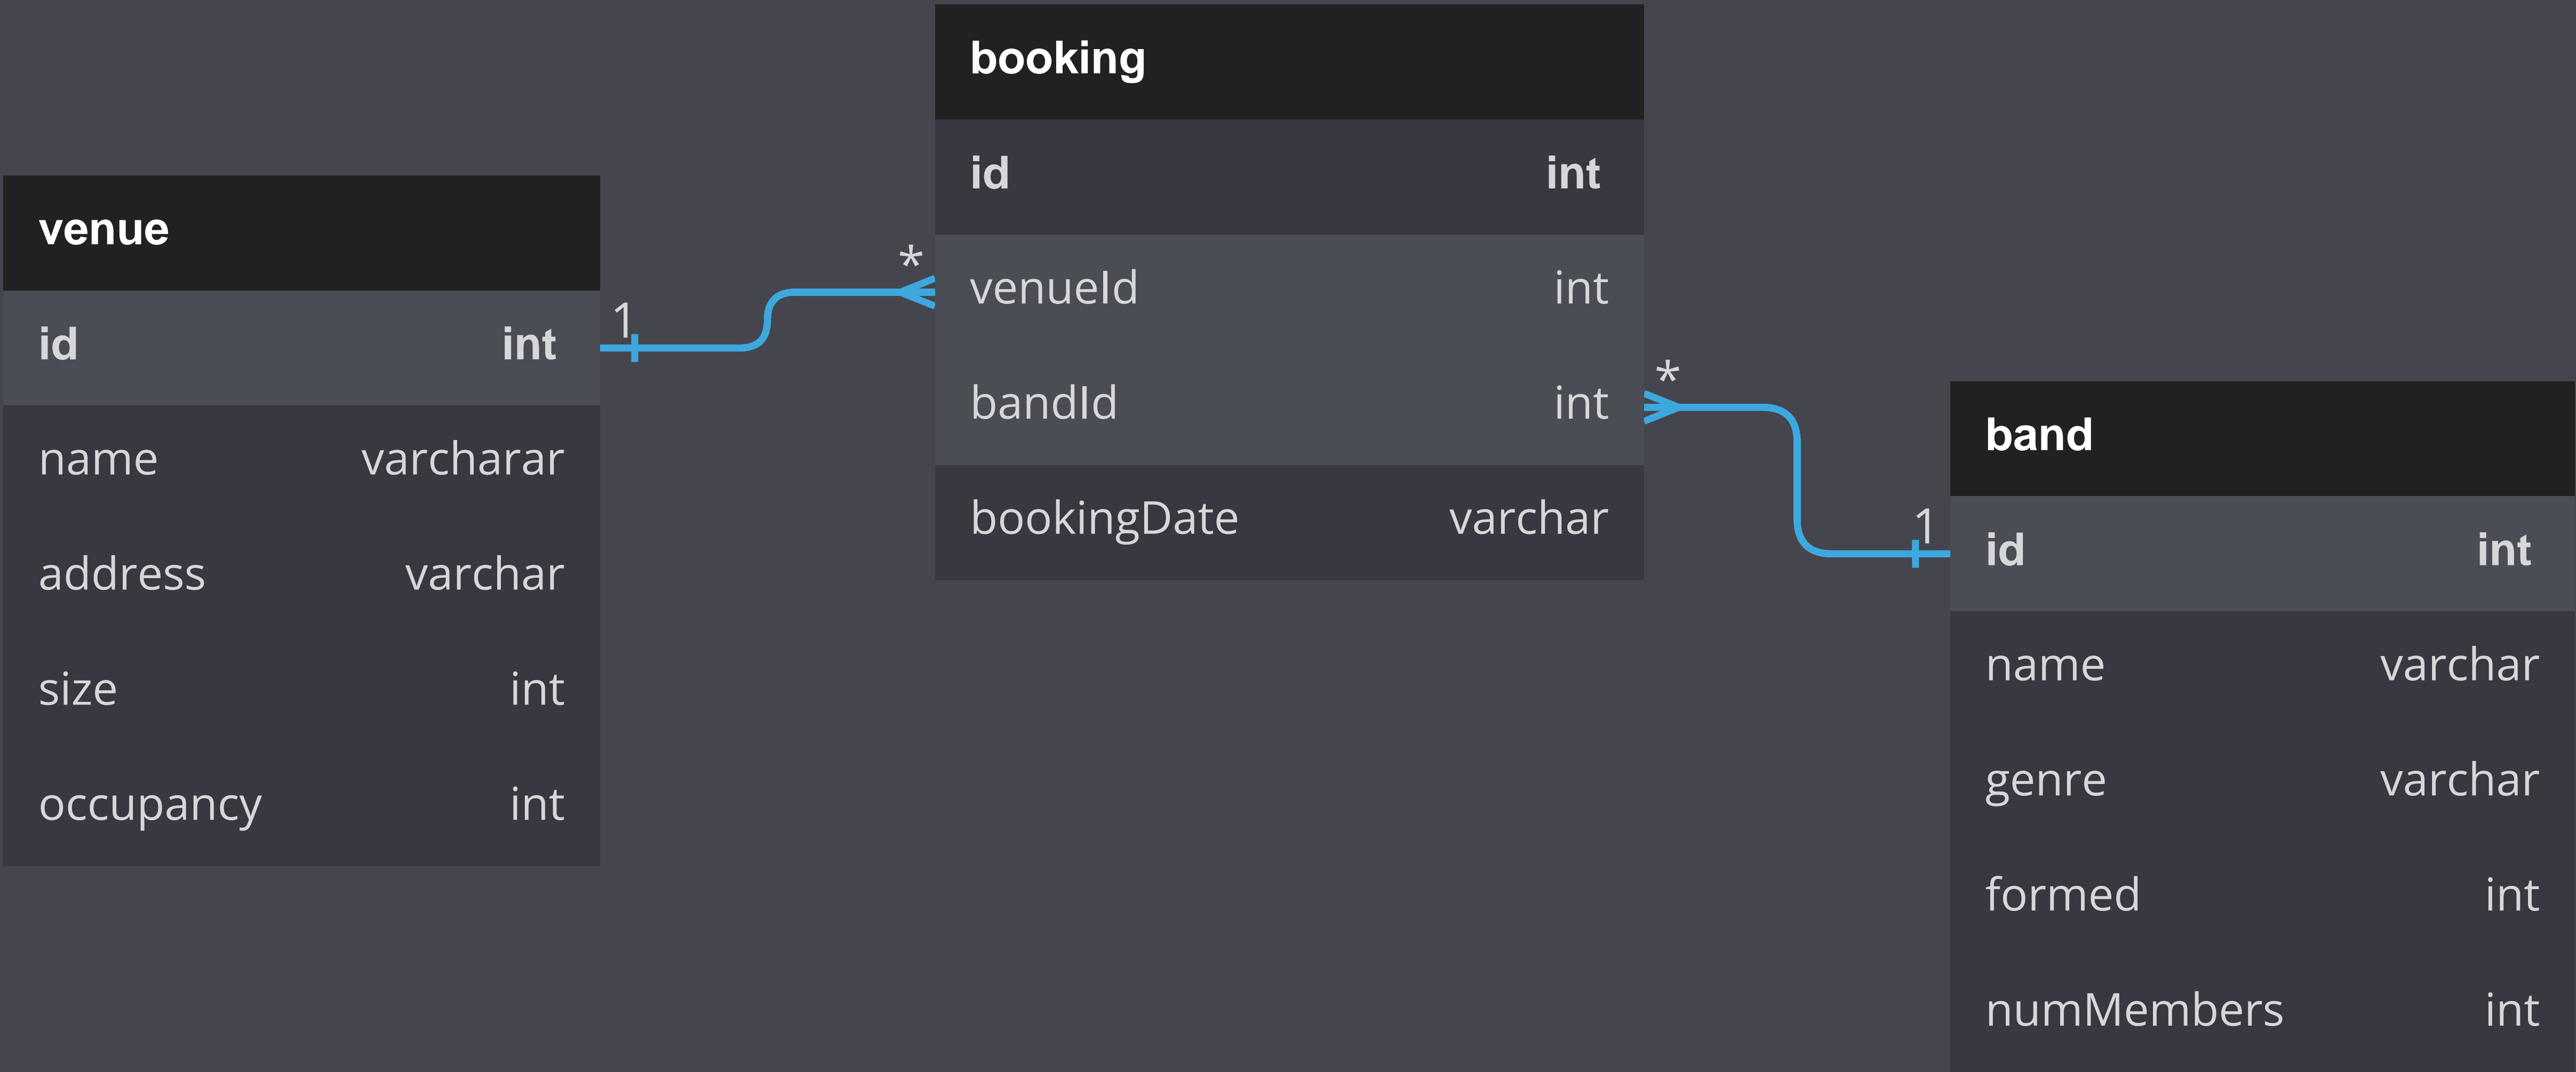 venue
id int
name varcharar
address varchar
size int
occupancy int
1
*
booking
id int
venueId int
bandId int
bookingDate varchar
*
1
band
id int
name varchar
genre varchar
formed int
numMembers int